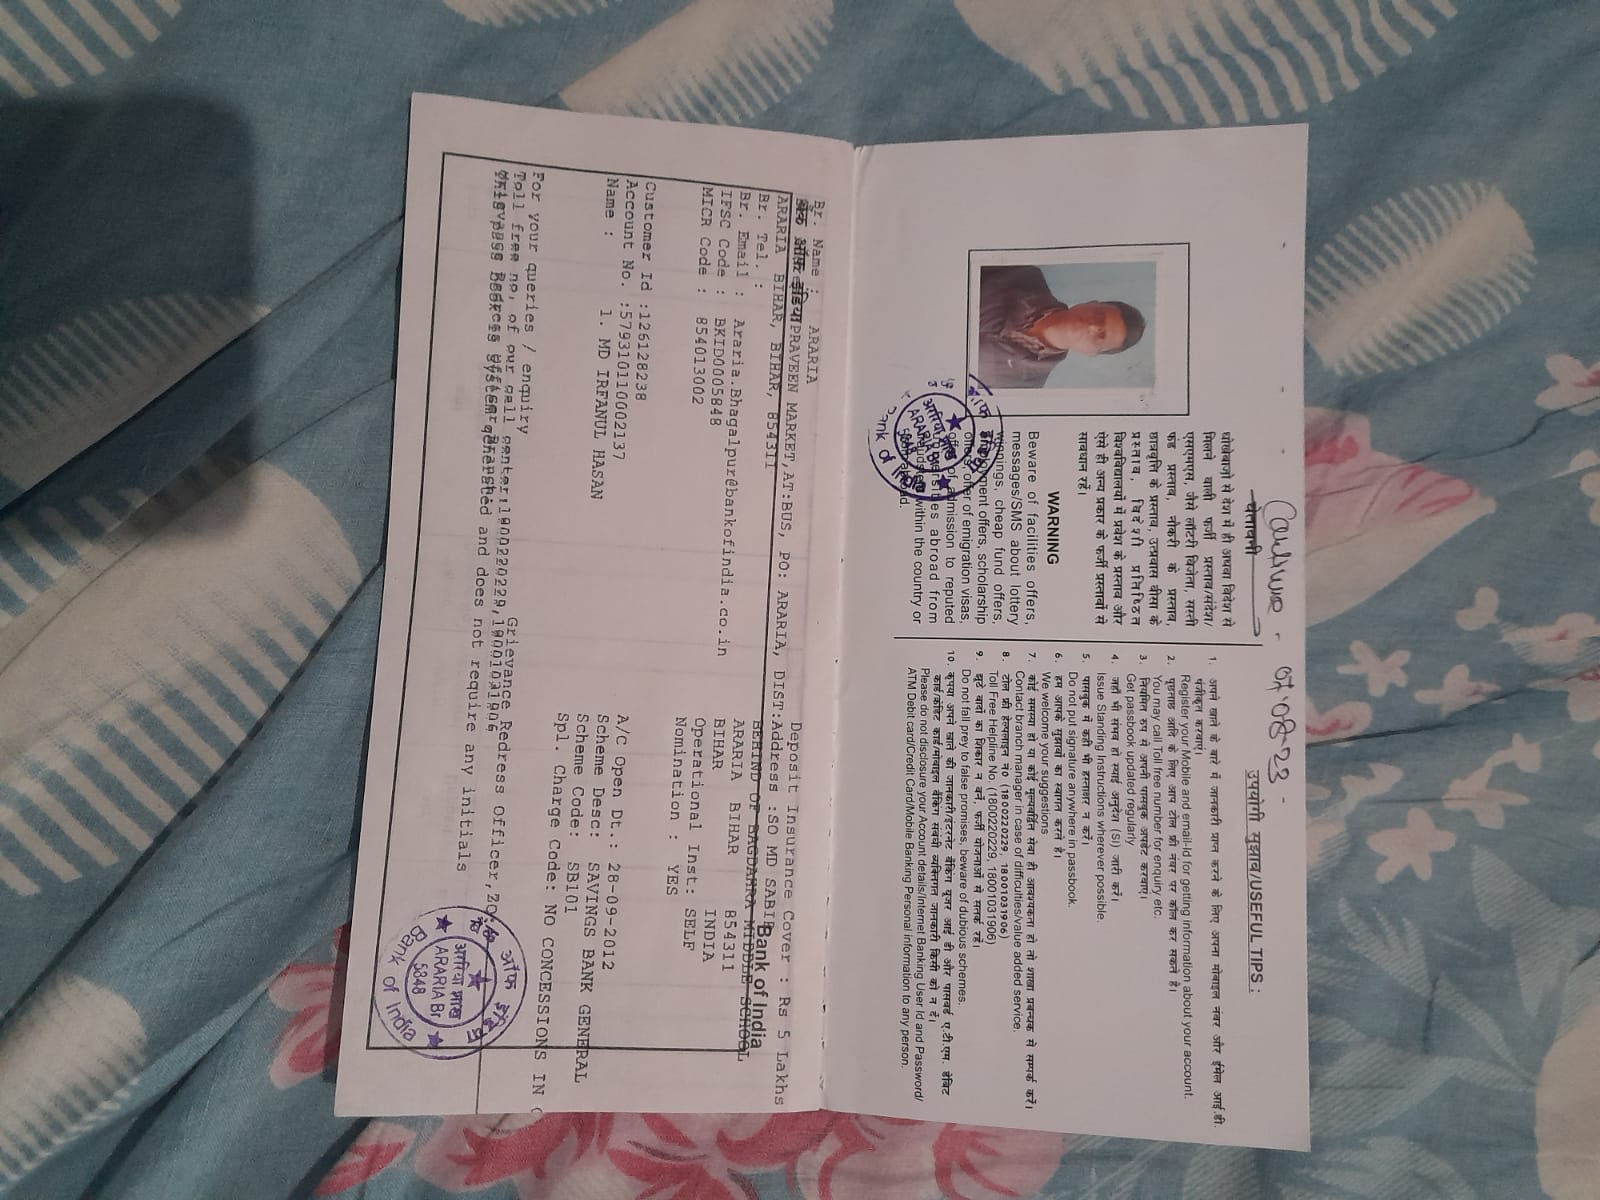 Continue - 07-08-23 -
चेतावनी
धोखेबाजों से देश में ही अथवा विदेश से
मिलने वाली फर्जी प्रस्ताव/संदेश/
एसएमएस, जैसे लॉटरी विजेता, सस्ती
फंड प्रस्ताव, नौकरी के प्रस्ताव,
छात्रवृत्ति के प्रस्ताव, उत्प्रवास वीसा के
प्रस्ताव, विदेशी प्रतिष्ठित
विश्वविद्यालयों में प्रवेश के प्रस्ताव और
ऐसे ही अन्य प्रकार के फर्जी प्रस्तावों से
सावधान रहें।
WARNING
Beware of facilities offers,
messages/SMS about lottery
winnings, cheap fund offers,
employment offers, scholarship
offers, offer of emigration visas,
offer of admission to reputed
universities abroad from
within the country or
abroad.
उपयोगी सुझाव/USEFUL TIPS:
1. अपने खाते के बारे में जानकारी प्राप्त करने के लिए अपना मोबाइल नंबर और ईमेल आई.डी.
पंजीकृत करवाएं।
Register your Mobile and email-Id for getting information about your account.
2. पूछताछ आदि के लिए आप टोल फ्री नंबर पर कॉल कर सकते है।
You may call Toll free number for enquiry etc.
3. नियमित रुप से अपनी पासबुक अपडेट करवाए।
Get passbook updated regularly
4. जहाँ भी संभव हो स्थाई अनुदेश (SI) जारी करें।
Issue Standing Instructions wherever possible.
5. पासबुक में कहीं भी हस्ताक्षर न करें।
Do not put signature anywhere in passbook.
6. हम आपके सुझावों का स्वागत करते है।
We welcome your suggestions
7. कोई समस्या हो या कोई मूल्यवर्धित सेवा ही आवश्यकता हो तो शाखा प्रबन्धक से सम्पर्क करें।
Contact branch manager in case of difficulties/value added service.
8. टोल फ्री हेल्पलाइन नं० (1800220229, 18001031906)
Toll Free Helpline No. (1800220229, 18001031906)
9. झूटे वादों का शिकार न बनें, फर्जी योजनाओं से सतर्क रहे।
Do not fall prey to false promises, beware of dubious schemes.
10. कृपया अपने खाते की जानकारी/इंटरनेट बैंकिंग यूजर आई डी और पासवर्ड ए.टी.एम. डेबिट
कार्ड/क्रेडिट कार्ड/मोबाइल बैंकिंग संबंधी व्यक्तिगत जानकारी किसी को न दें।
Please do not disclosure your Account details/Internet Banking User Id and Password/
ATM Debit card/Credit Card/Mobile Banking Personal information to any person.
Br. Name : ARARIA
Deposit Insurance Cover : Rs 5 Lakhs
बैंक ऑफ इंडिया
PRAVEEN MARKET,AT:BUS, PO: ARARIA, DIST:
ARARIA BIHAR, BIHAR, 854311
Address :SO MD SABIR
Bank of India
Br. Tel. :
BEHIND OF BAGDAHRA MIDDLE SCHOOL
Br. Email : Araria.Bhagalpur@bankofindia.co.in
ARARIA BIHAR 854311
IFSC Code : BKID0005848
BIHAR INDIA
MICR Code : 854013002
Operational Inst.: SELF
Nomination : YES
Customer Id :126128238
Account No. :579310110002137
A/C Open Dt.: 28-09-2012
Name : 1. MD IRFANUL HASAN
Scheme Desc: SAVINGS BANK GENERAL
Scheme Code: SB101
Spl. Charge Code: NO CONCESSIONS IN C
For your queries / enquiry
Toll free no, of our call center:1800220229,18001031906
Grievance Redress Officer,ZO:
This pass book is system generated and does not require any initials
बैंक ऑफ इंडिया
अररिया शाखा
ARARIA Br
5848
Bank of India
बैंक ऑफ इंडिया
अररिया शाखा
ARARIA Br
5848
Bank of India